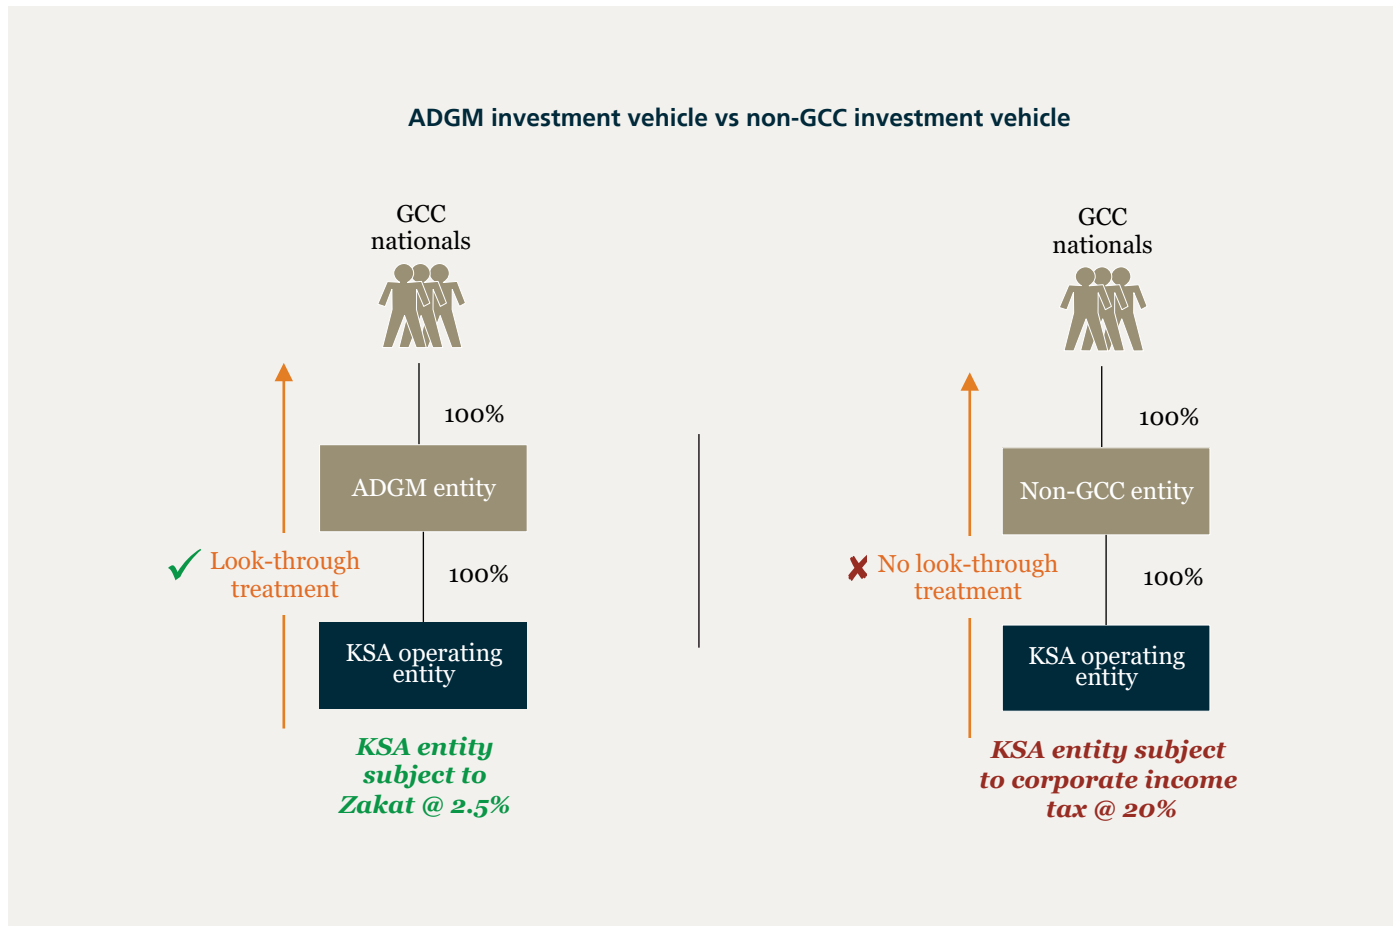 ADGM investment vehicle vs non-GCC investment vehicle
GCC
nationals
100%
ADGM entity
Look-through
treatment
100%
KSA operating
entity
KSA entity
subject to
Zakat @ 2.5%
GCC
nationals
100%
Non-GCC entity
No look-through
treatment
100%
KSA operating
entity
KSA entity subject
to corporate income
tax @ 20%